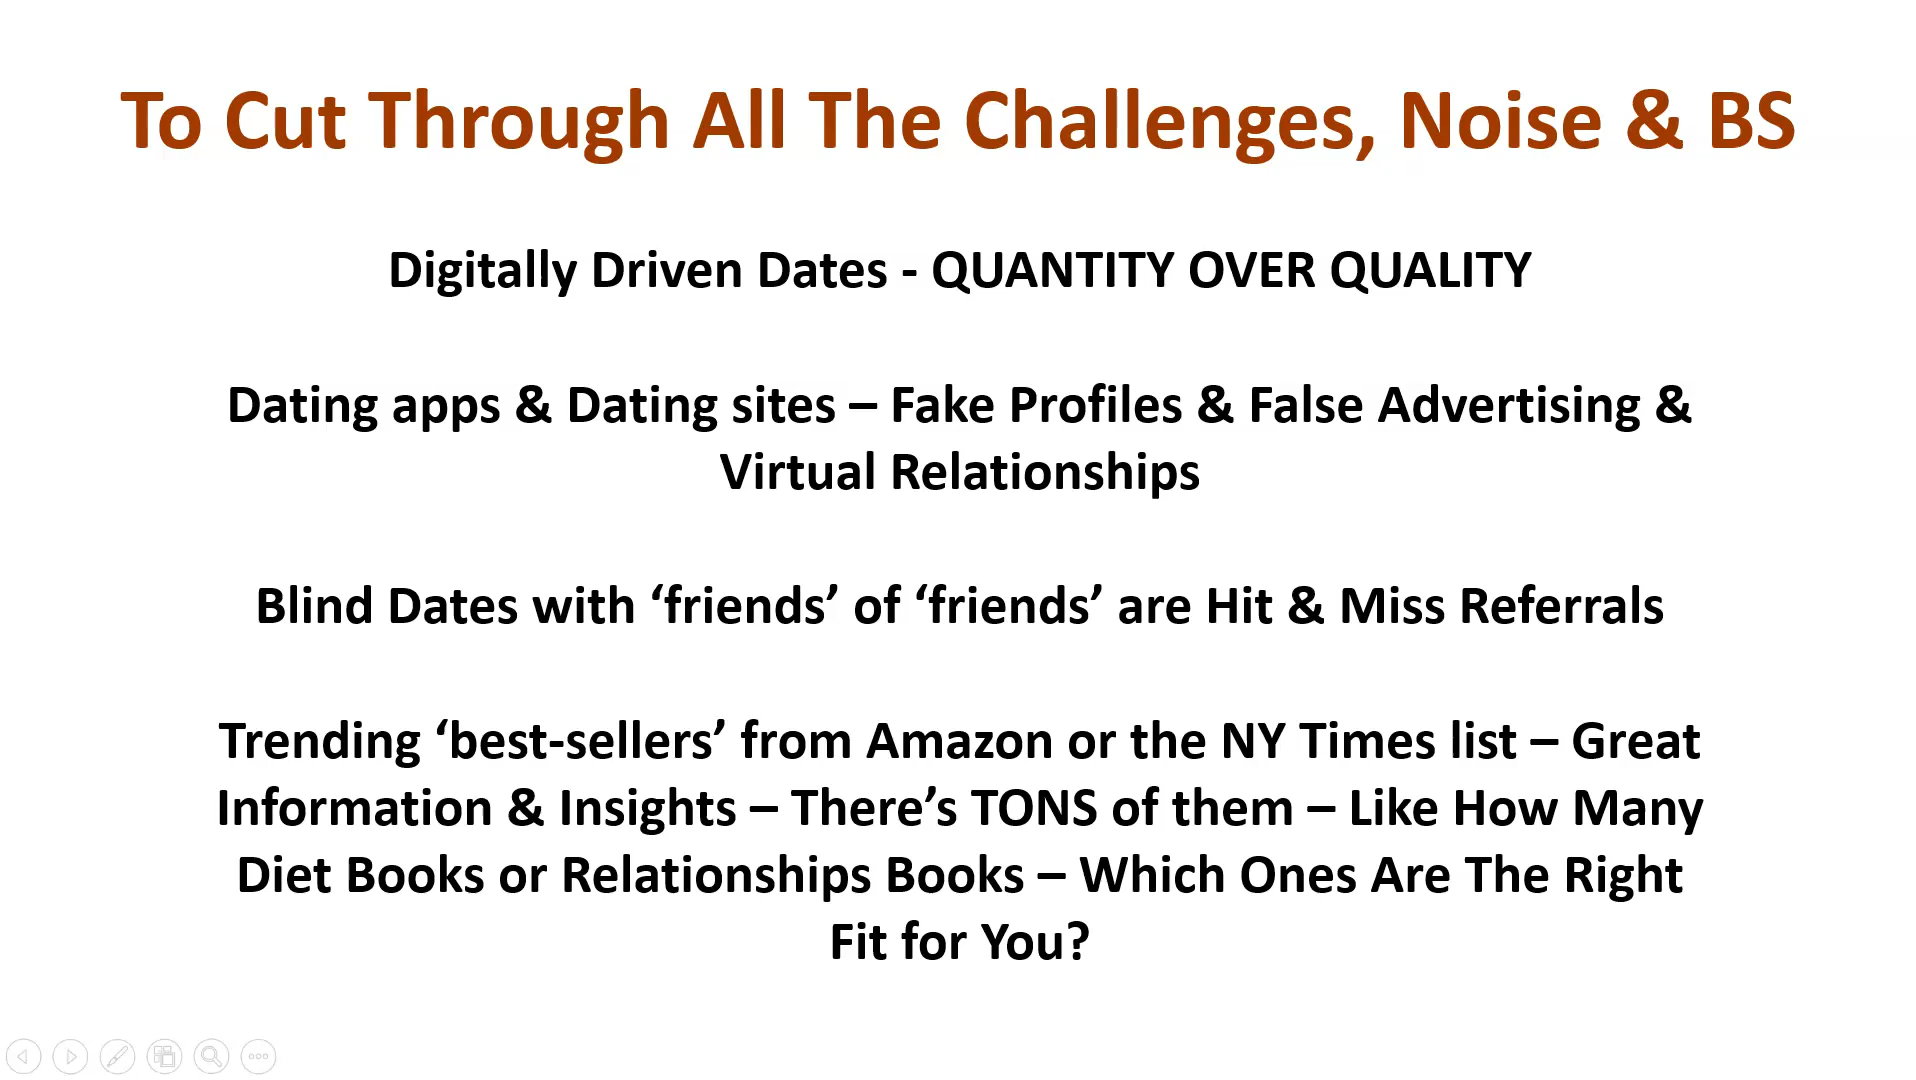 To Cut Through All The Challenges, Noise & BS
Digitally Driven Dates - QUANTITY OVER QUALITY
Dating apps & Dating sites – Fake Profiles & False Advertising &
Virtual Relationships
Blind Dates with ‘friends’ of ‘friends’ are Hit & Miss Referrals
Trending ‘best-sellers’ from Amazon or the NY Times list – Great
Information & Insights – There’s TONS of them – Like How Many
Diet Books or Relationships Books – Which Ones Are The Right
Fit for You?